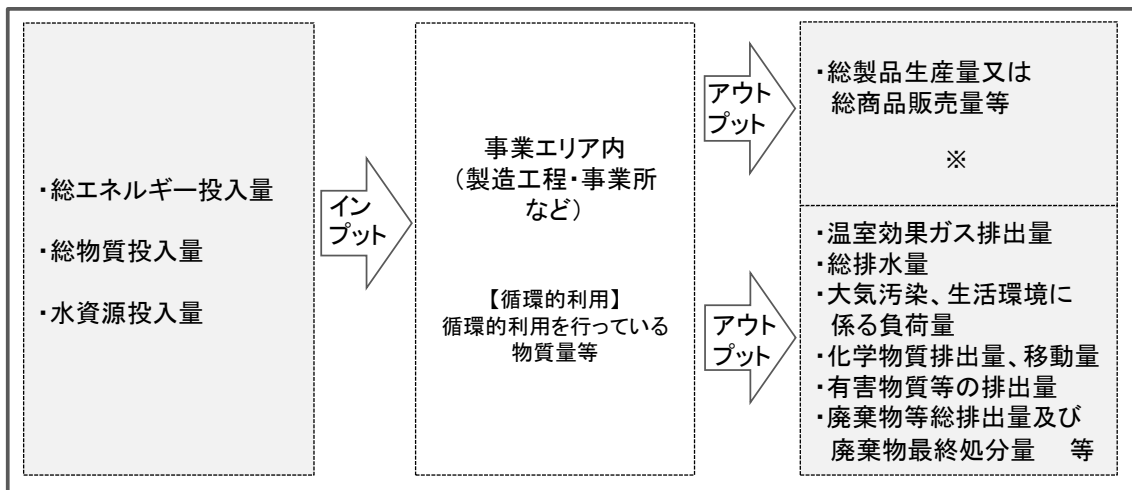 ・総エネルギー投入量
・総物質投入量
・水資源投入量
イン
プット
事業エリア内
（製造工程・事業所
など）
【循環的利用】
循環的利用を行っている
物質量等
アウト
プット
・総製品生産量又は
総商品販売量等
※
アウト
プット
・温室効果ガス排出量
・総排水量
・大気汚染、生活環境に
係る負荷量
・化学物質排出量、移動量
・有害物質等の排出量
・廃棄物等総排出量及び
廃棄物最終処分量　等